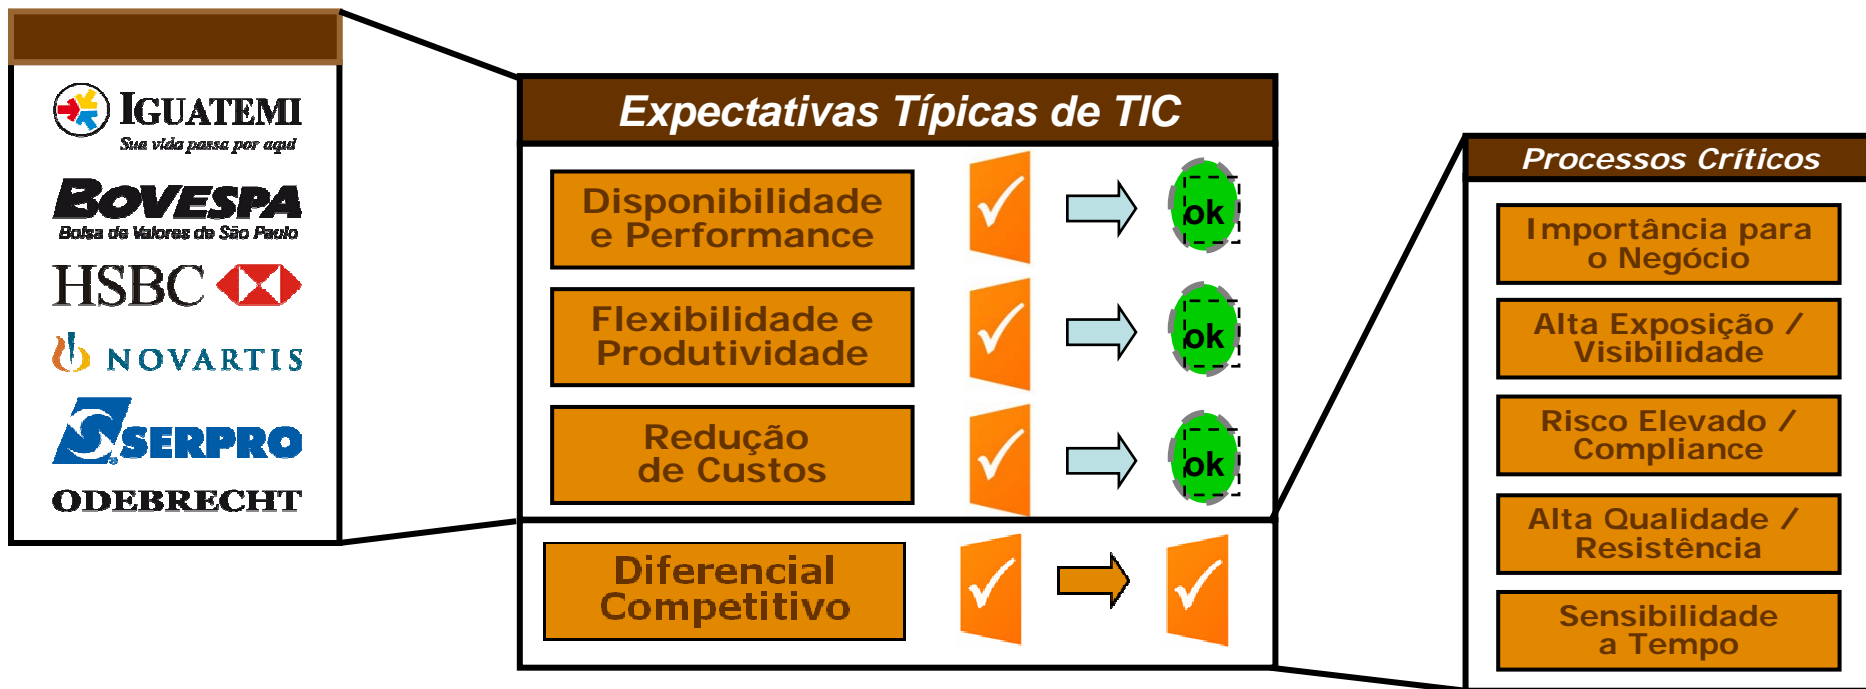 IGUATEMI
Sua vida passa por aqui
BOVESPA
Bolsa de Valores de São Paulo
HSBC
NOVARTIS
SERPRO
ODEBRECHT
Expectativas Típicas de TIC
Disponibilidade
e Performance
ok
Flexibilidade e
Produtividade
ok
Redução
de Custos
ok
Diferencial
Competitivo
Processos Críticos
Importância para
o Negócio
Alta Exposição /
Visibilidade
Risco Elevado /
Compliance
Alta Qualidade /
Resistência
Sensibilidade
a Tempo